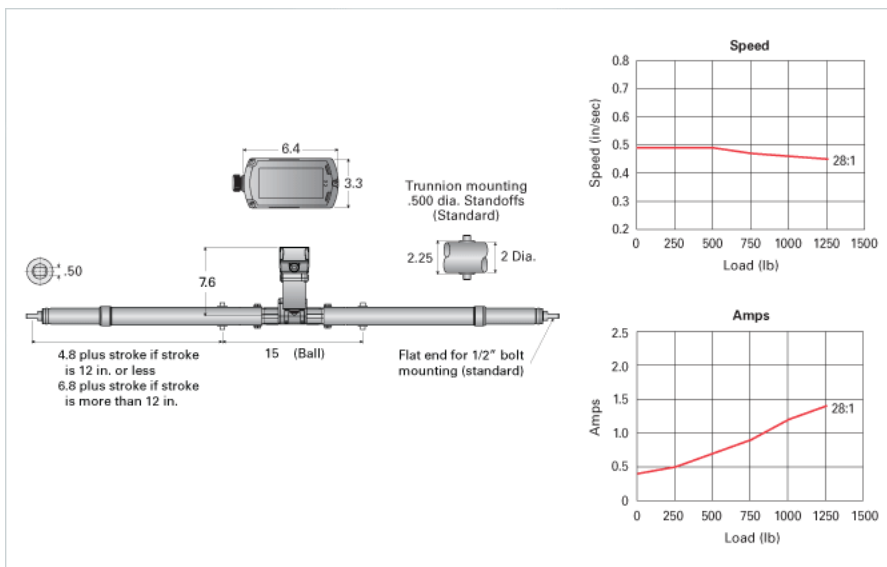 6.4
3.3
Trunnion mounting
.500 dia. Standoffs
(Standard)
2.25
2 Dia.
.50
7.6
15 (Ball)
4.8 plus stroke if stroke
is 12 in. or less
6.8 plus stroke if stroke
is more than 12 in.
Flat end for 1/2" bolt
mounting (standard)
Speed
Speed (in/sec)
0.8
0.7
0.6
0.5
0.4
0.3
0.2
28:1
0 250 500 750 1000 1250 1500
Load (lb)
Amps
Amps
2.5
2.0
1.5
1.0
0.5
0
28:1
0 250 500 750 1000 1250 1500
Load (lb)